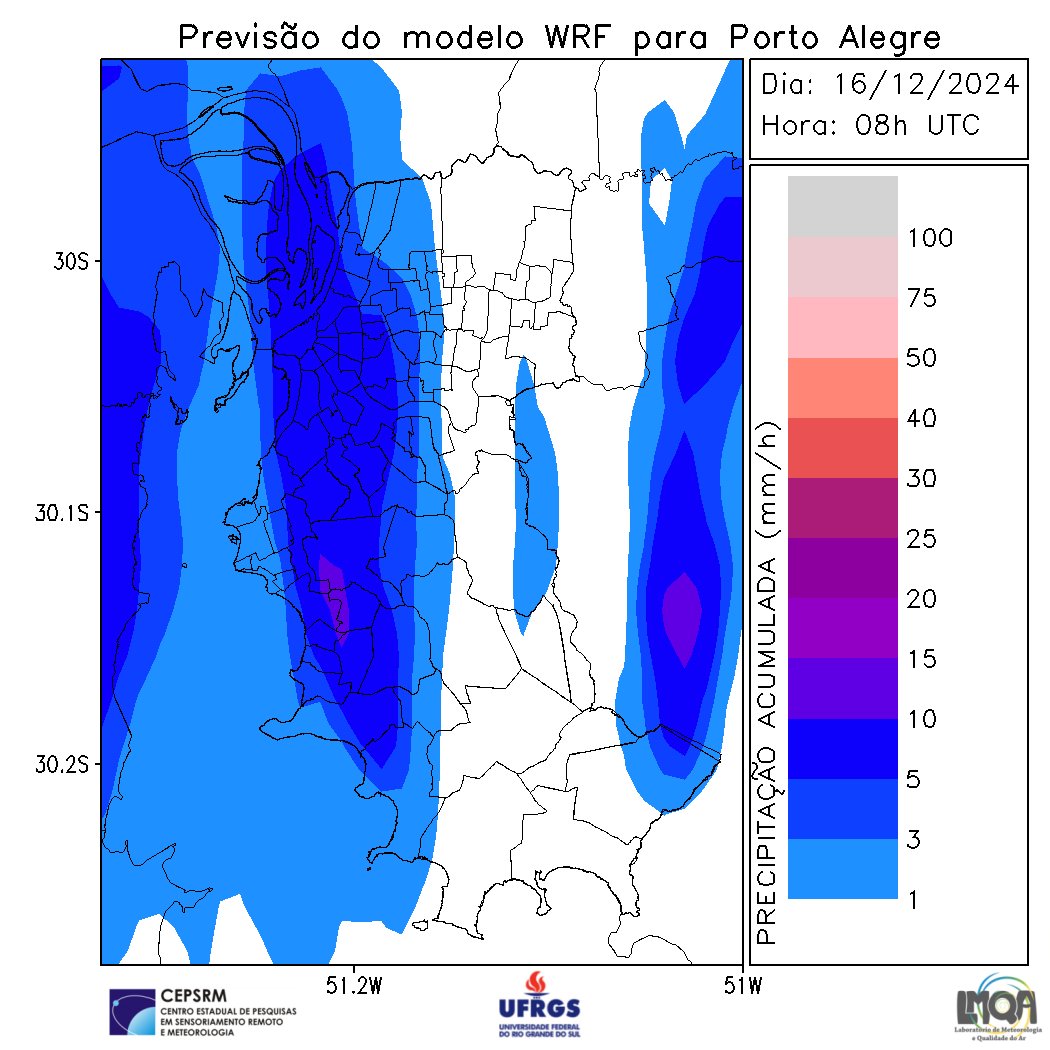 Previsão do modelo WRF para Porto Alegre
Dia: 16/12/2024
Hora: 08h UTC
30S
30.1S
30.2S
51.2W
51W
PRECIPITAÇÃO ACUMULADA (mm/h)
100
75
50
40
30
25
20
15
10
5
3
1
CEPSRM
CENTRO ESTADUAL DE PESQUISAS
EM SENSORIAMENTO REMOTO
E METEOROLOGIA
UFRGS
UNIVERSIDADE FEDERAL
DO RIO GRANDE DO SUL
LMQA
Laboratório de Meteorologia
e Qualidade do Ar